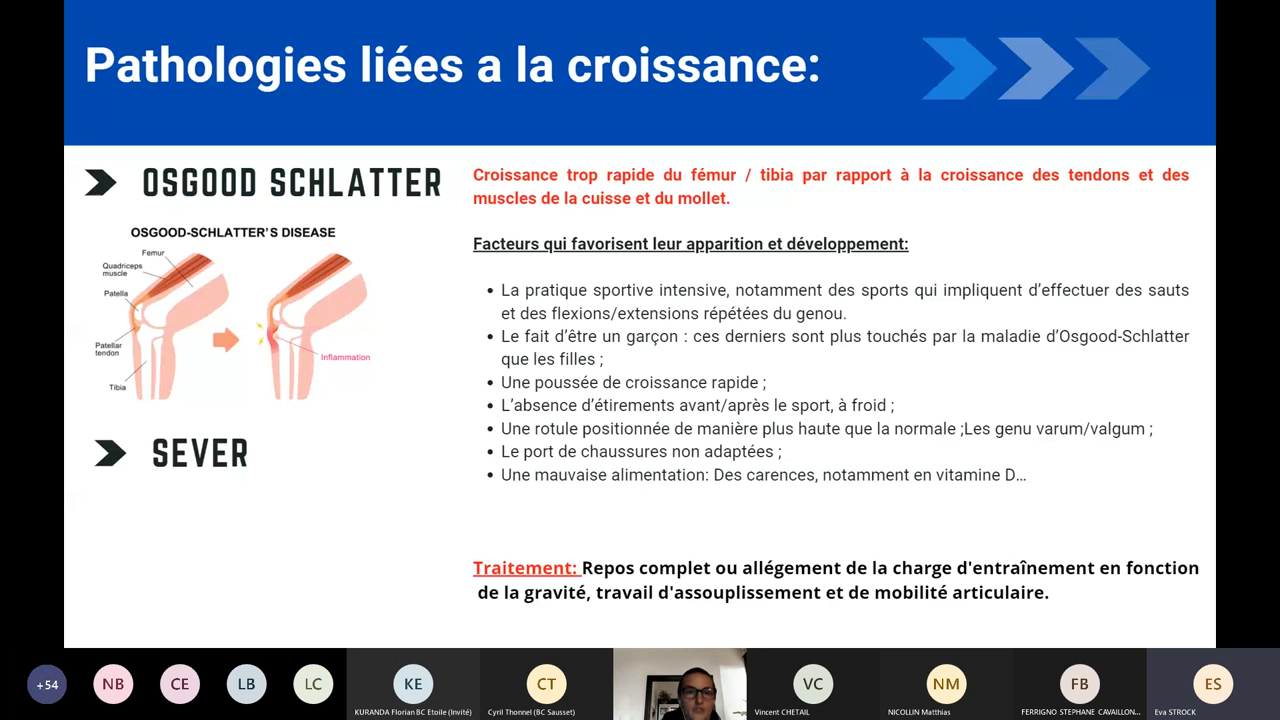 Pathologies liées a la croissance:
OSGOOD SCHLATTER
OSGOOD-SCHLATTER'S DISEASE
Femur
Quadriceps
muscle
Patella
Patellar
tendon
Tibia
Inflammation
SEVER
Croissance trop rapide du fémur / tibia par rapport à la croissance des tendons et des
muscles de la cuisse et du mollet.
Facteurs qui favorisent leur apparition et développement:
• La pratique sportive intensive, notamment des sports qui impliquent d’effectuer des sauts
et des flexions/extensions répétées du genou.
• Le fait d’être un garçon : ces derniers sont plus touchés par la maladie d’Osgood-Schlatter
que les filles ;
• Une poussée de croissance rapide ;
• L’absence d’étirements avant/après le sport, à froid ;
• Une rotule positionnée de manière plus haute que la normale ;Les genu varum/valgum ;
• Le port de chaussures non adaptées ;
• Une mauvaise alimentation: Des carences, notamment en vitamine D…
Traitement: Repos complet ou allégement de la charge d'entraînement en fonction
de la gravité, travail d'assouplissement et de mobilité articulaire.
+54
NB
CE
LB
LC
KE
KURANDA Florian BC Etoile (Invité)
CT
Cyril Thonnel (BC Sausset)
VC
Vincent CHETAIL
NM
NICOLLIN Matthias
FB
FERRIGNO STEPHANE CAVAILLON...
ES
Eva STROCK